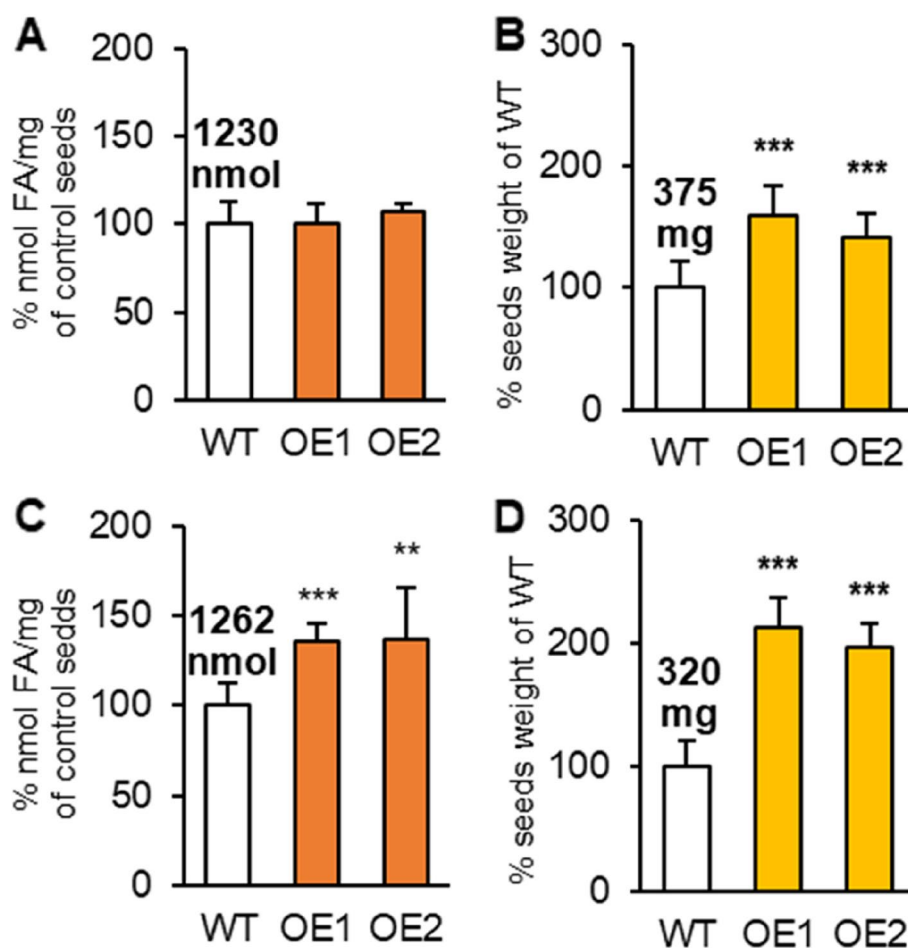 A
% nmol FA/mg
of control seeds
200
150
100
50
0
1230
nmol
WT OE1 OE2
B
% seeds weight of WT
300
200
100
0
375
mg
***
***
WT OE1 OE2
C
% nmol FA/mg
of control sedds
200
150
100
50
0
1262
nmol
***
**
WT OE1 OE2
D
% seeds weight of WT
300
200
100
0
320
mg
***
***
WT OE1 OE2